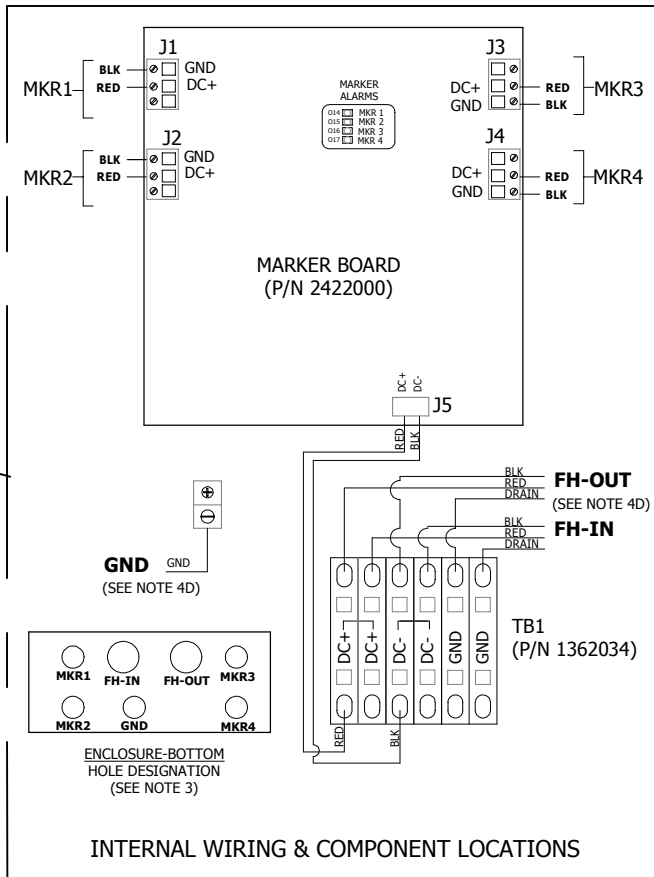 J1
BLK
GND
RED
DC+
MKR1
J2
BLK
GND
RED
DC+
MKR2
MARKER
ALARMS
O14 MKR 1
O15 MKR 2
O16 MKR 3
O17 MKR 4
J3
DC+
RED
GND
BLK
MKR3
J4
DC+
RED
GND
BLK
MKR4
MARKER BOARD
(P/N 2422000)
DC+
DC-
J5
RED
BLK
BLK
RED
DRAIN
FH-OUT
(SEE NOTE 4D)
BLK
RED
DRAIN
FH-IN
GND
GND
(SEE NOTE 4D)
DC+
DC+
DC-
DC-
GND
GND
TB1
(P/N 1362034)
RED
BLK
MKR1
FH-IN
FH-OUT
MKR3
MKR2
GND
MKR4
ENCLOSURE-BOTTOM
HOLE DESIGNATION
(SEE NOTE 3)
INTERNAL WIRING & COMPONENT LOCATIONS